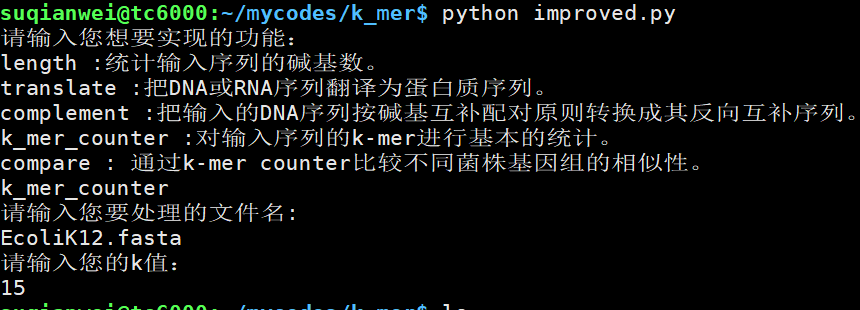 suqianwei@tc6000:~/mycodes/k_mer$ python improved.py
请输入您想要实现的功能:
length :统计输入序列的碱基数。
translate :把DNA或RNA序列翻译为蛋白质序列。
complement :把输入的DNA序列按碱基互补配对原则转换成其反向互补序列。
k_mer_counter :对输入序列的k-mer进行基本的统计。
compare : 通过k-mer counter比较不同菌株基因组的相似性。
k_mer_counter
请输入您要处理的文件名:
EcoliK12.fasta
请输入您的k值:
15
suqianwei@tc6000:~/mycodes/k_mer$ ls